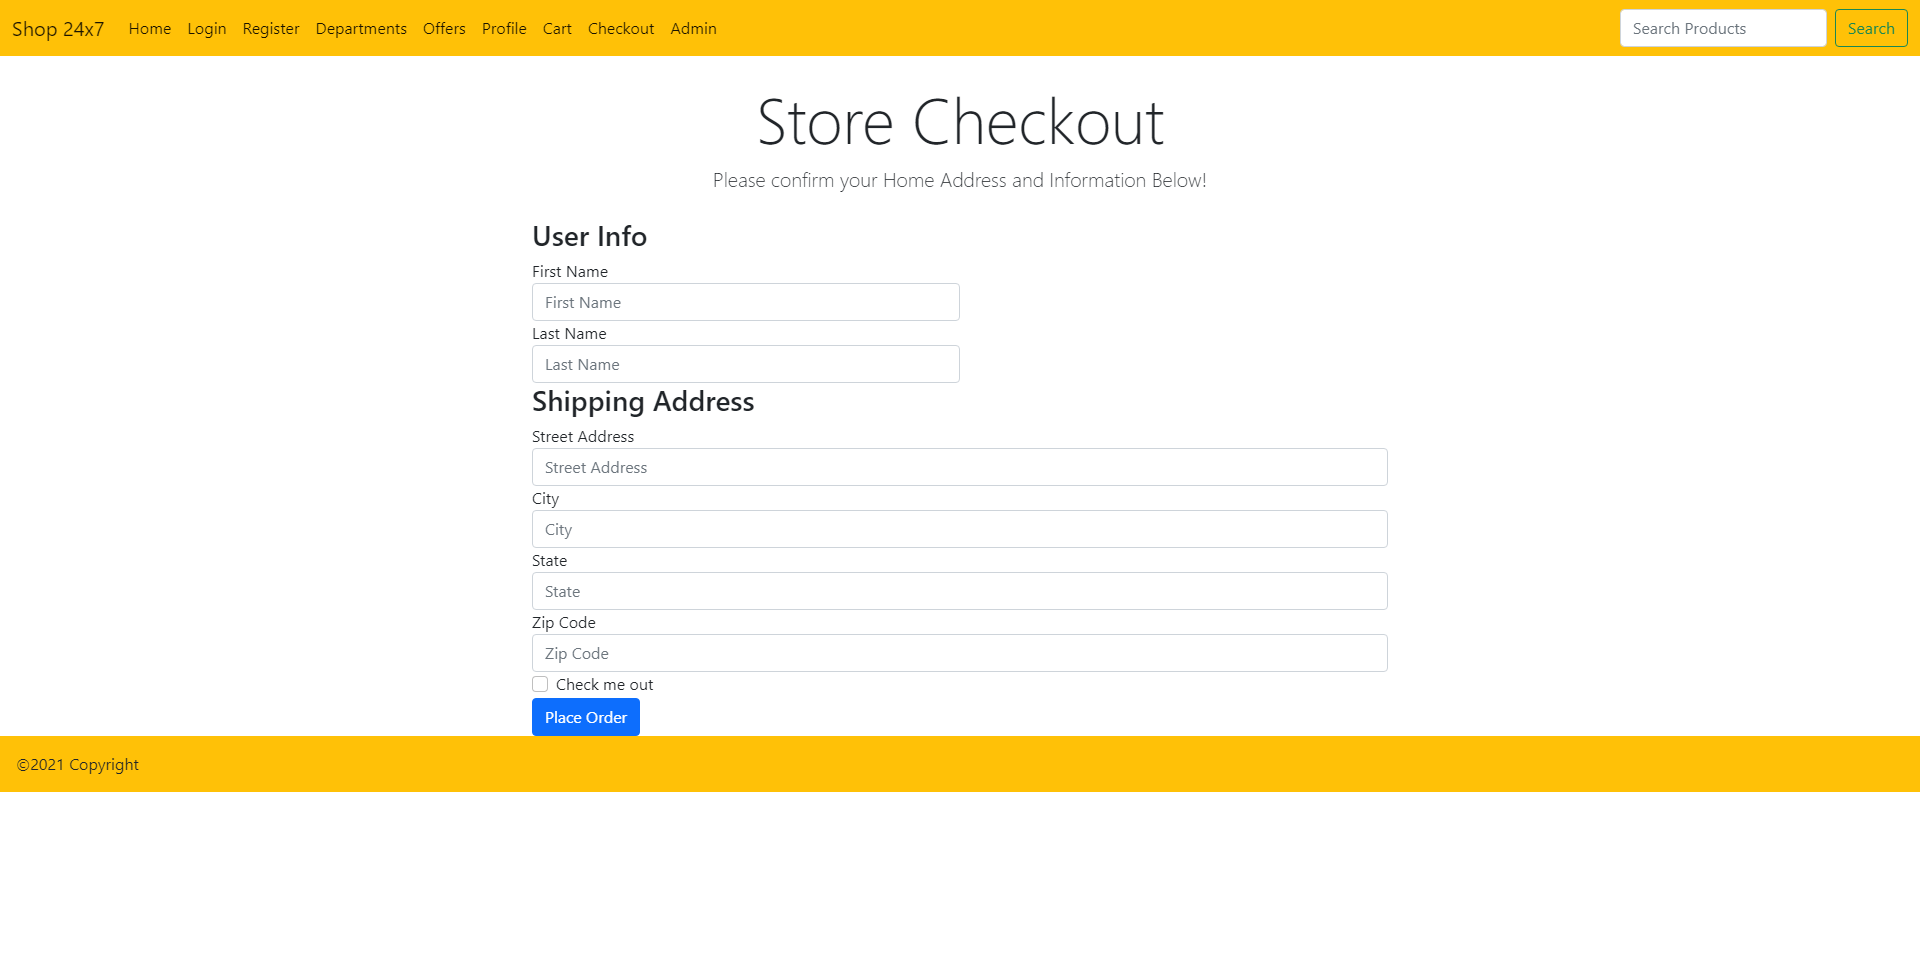 Shop 24x7 Home Login Register Departments Offers Profile Cart Checkout Admin Search Products Search
Store Checkout
Please confirm your Home Address and Information Below!
User Info
First Name
First Name
Last Name
Last Name
Shipping Address
Street Address
Street Address
City
City
State
State
Zip Code
Zip Code
Check me out
Place Order
©2021 Copyright